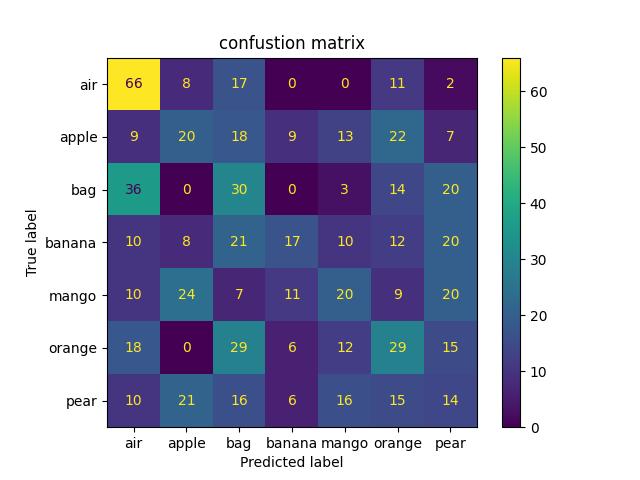 confustion matrix
air 66 8 17 0 0 11 2
apple 9 20 18 9 13 22 7
bag 36 0 30 0 3 14 20
banana 10 8 21 17 10 12 20
mango 10 24 7 11 20 9 20
orange 18 0 29 6 12 29 15
pear 10 21 16 6 16 15 14
air apple bag banana mango orange pear
True label
Predicted label
60
50
40
30
20
10
0